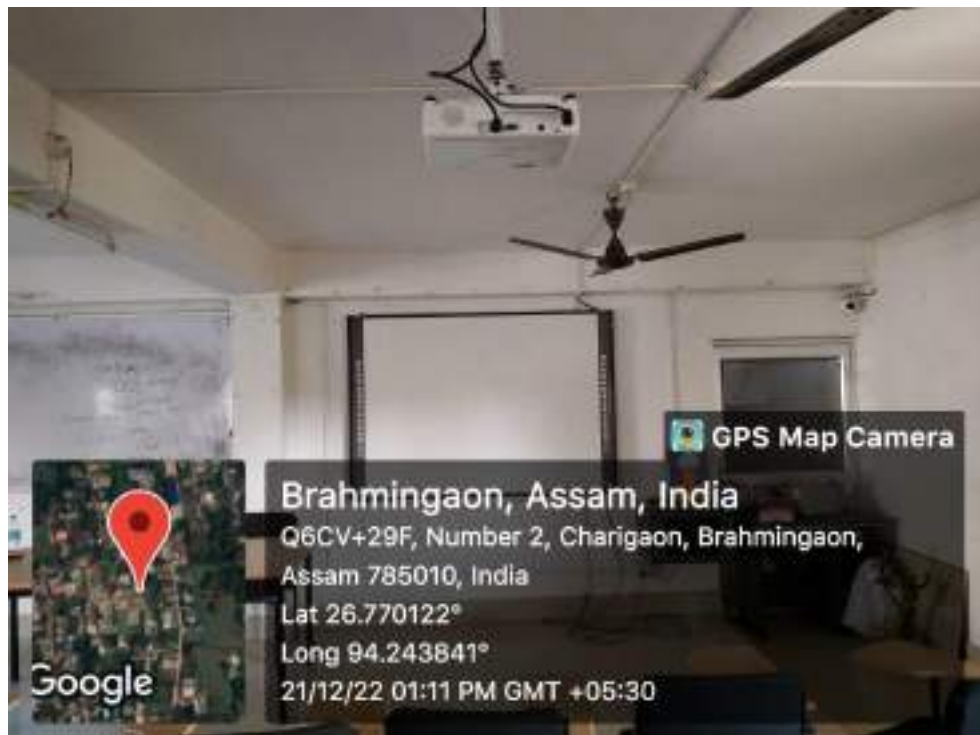 GPS Map Camera
Brahmingaon, Assam, India
Q6CV+29F, Number 2, Charigaon, Brahmingaon,
Assam 785010, India
Lat 26.770122°
Long 94.243841°
21/12/22 01:11 PM GMT +05:30
Google